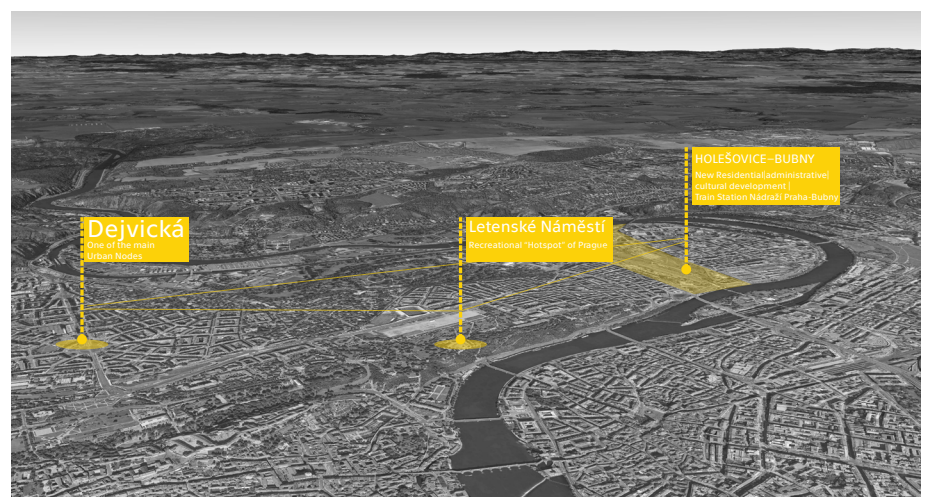 Dejvická
One of the main
Urban Nodes
Letenské Náměstí
Recreational "Hotspot" of Prague
HOLEŠOVICE-BUBNY
New Residential|administrative|
cultural development |
Train Station Nádraží Praha-Bubny